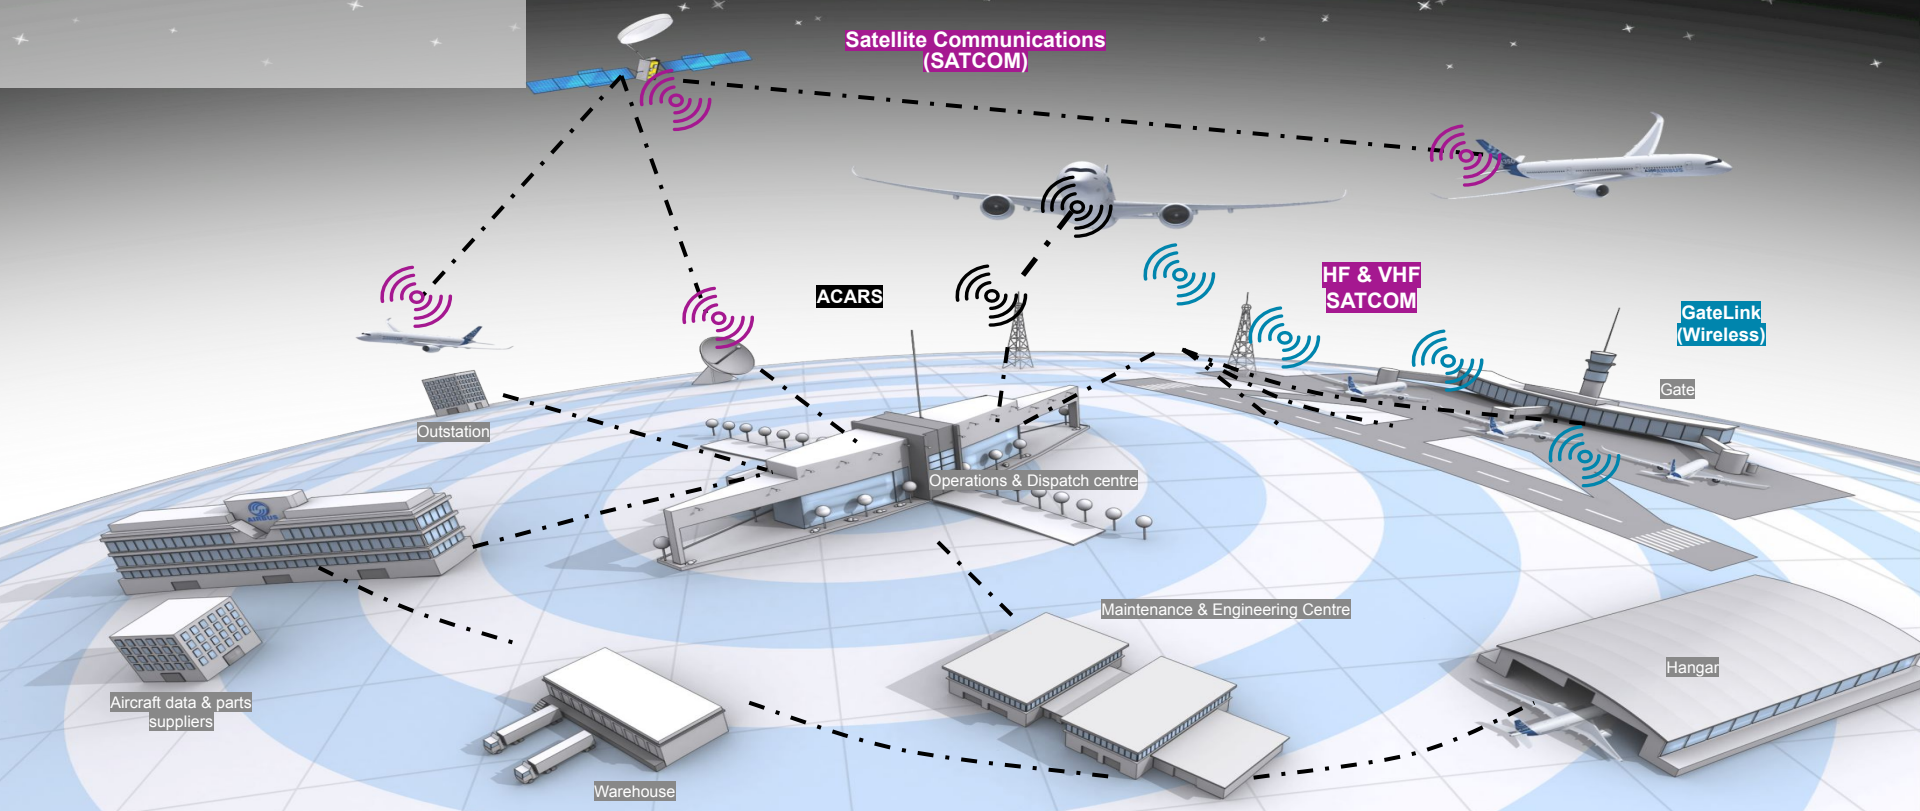 Satellite Communications
(SATCOM)
ACARS
HF & VHF
SATCOM
GateLink
(Wireless)
Gate
Outstation
Operations & Dispatch centre
AIRBUS
Maintenance & Engineering Centre
Hangar
Aircraft data & parts
suppliers
Warehouse